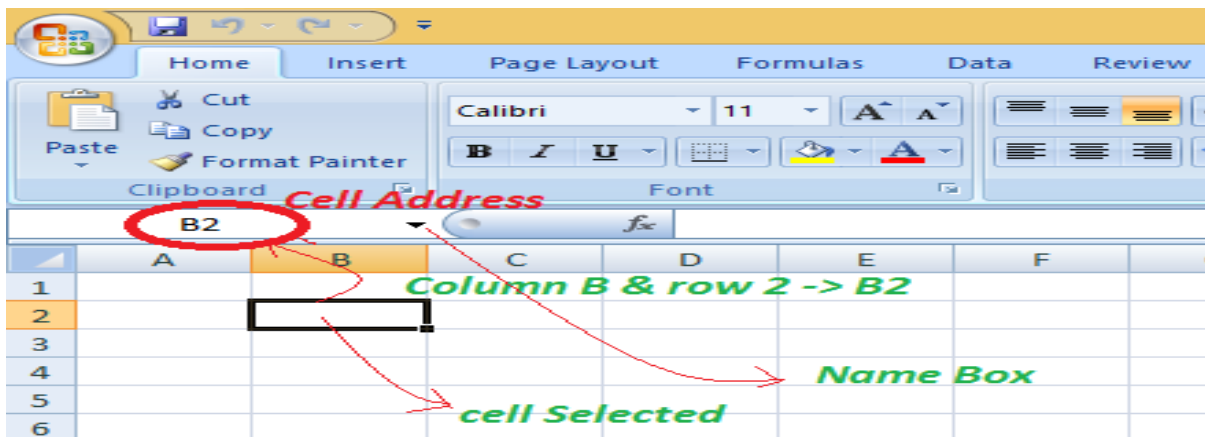 Home Insert Page Layout Formulas Data Review
Cut
Copy
Paste
Format Painter
Clipboard
Calibri 11 A A
B I U A
Font
Cell Address
B2 fx
A B C D E F
1 Column B & row 2 -> B2
2
3
4 Name Box
5 cell Selected
6